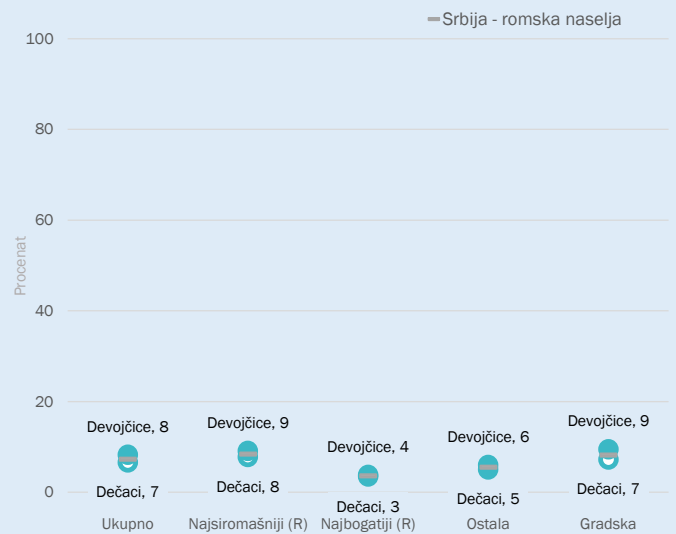 Srbija - romska naselja
100
80
60
40
20
0
Procenat
Devojčice, 8
Devojčice, 9
Devojčice, 4
Devojčice, 6
Devojčice, 9
Dečaci, 7
Dečaci, 8
Dečaci, 3
Dečaci, 5
Dečaci, 7
Ukupno
Najsiromašniji (R)
Najbogatiji (R)
Ostala
Gradska